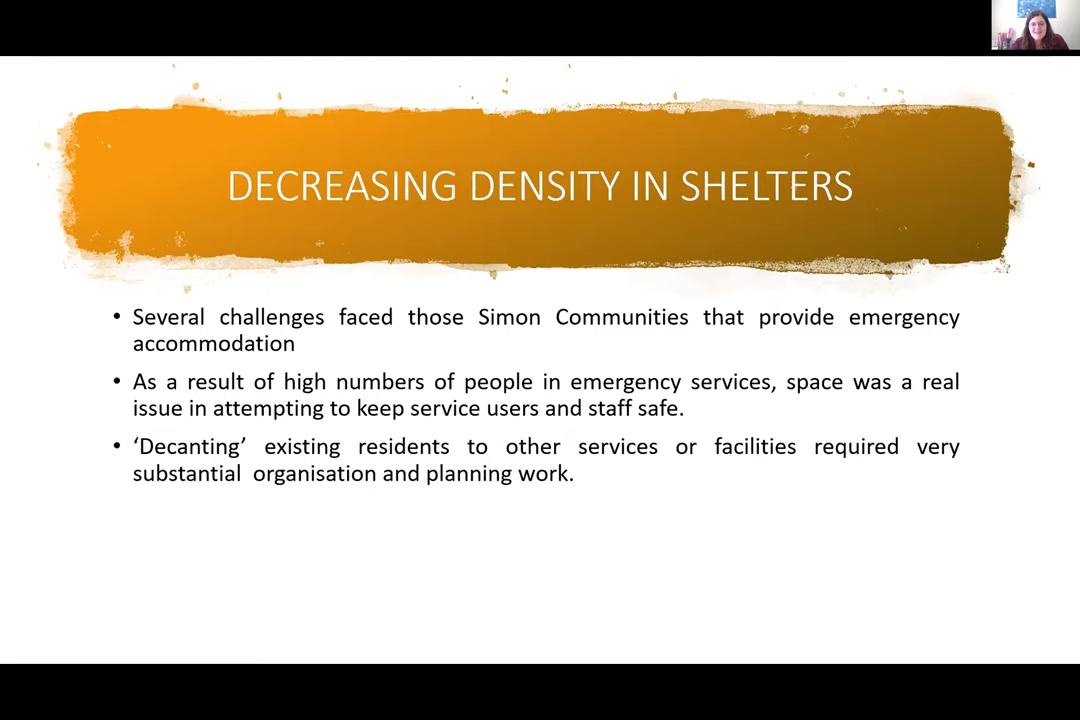 DECREASING DENSITY IN SHELTERS
• Several challenges faced those Simon Communities that provide emergency
accommodation
• As a result of high numbers of people in emergency services, space was a real
issue in attempting to keep service users and staff safe.
• ‘Decanting’ existing residents to other services or facilities required very
substantial  organisation and planning work.